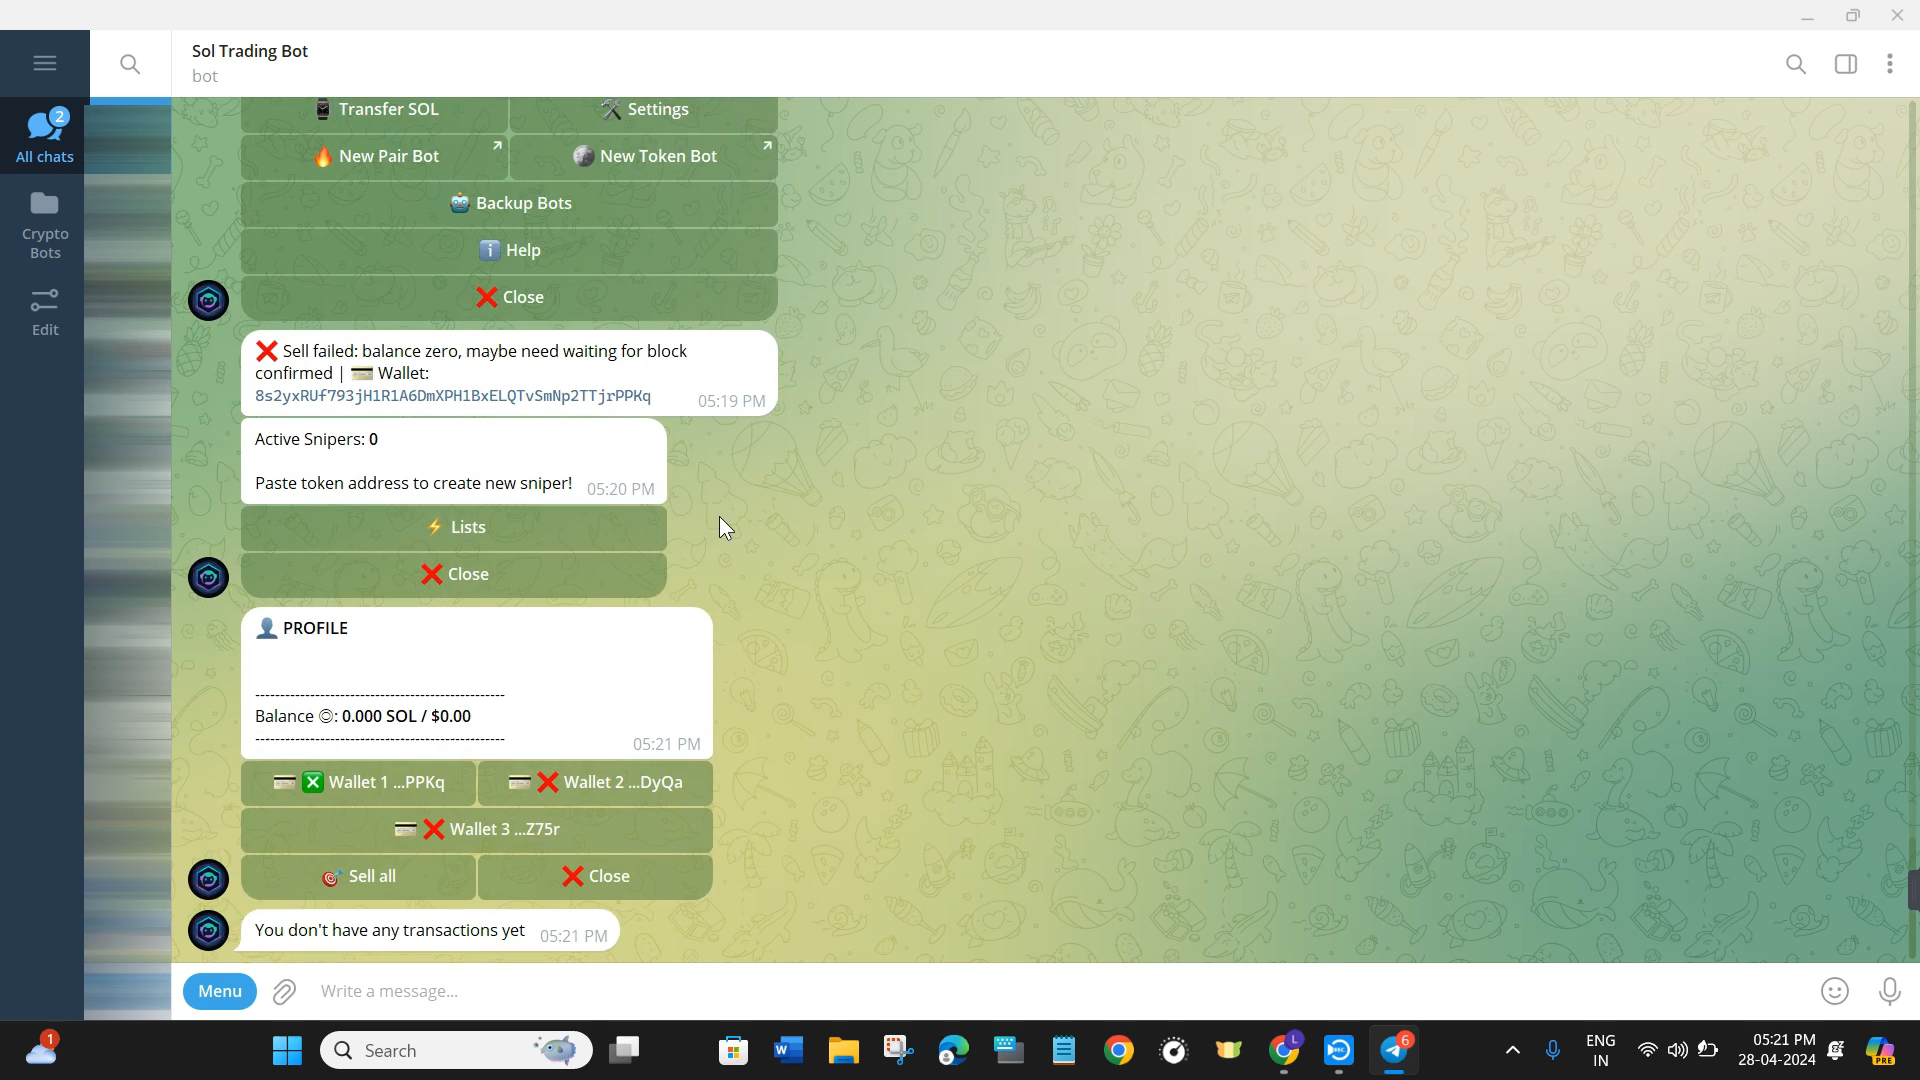 Sol Trading Bot
bot
2
All chats
Crypto
Bots
Edit
Transfer SOL
Settings
New Pair Bot
New Token Bot
Backup Bots
Help
Close
Sell failed: balance zero, maybe need waiting for block
confirmed | Wallet:
8s2yxRUf793jH1R1A6DmXPH1BxELQTvSmNp2TTjrPPKq 05:19 PM
Active Snipers: 0
Paste token address to create new sniper! 05:20 PM
Lists
Close
PROFILE
------------------------------------------------
Balance ◎: 0.000 SOL / $0.00
------------------------------------------------
05:21 PM
Wallet 1 ...PPKq
Wallet 2 ...DyQa
Wallet 3 ...Z75r
Sell all
Close
You don't have any transactions yet 05:21 PM
Menu
Write a message...
1
Search
W
PRE
L
REC
6
ENG
IN
05:21 PM
28-04-2024